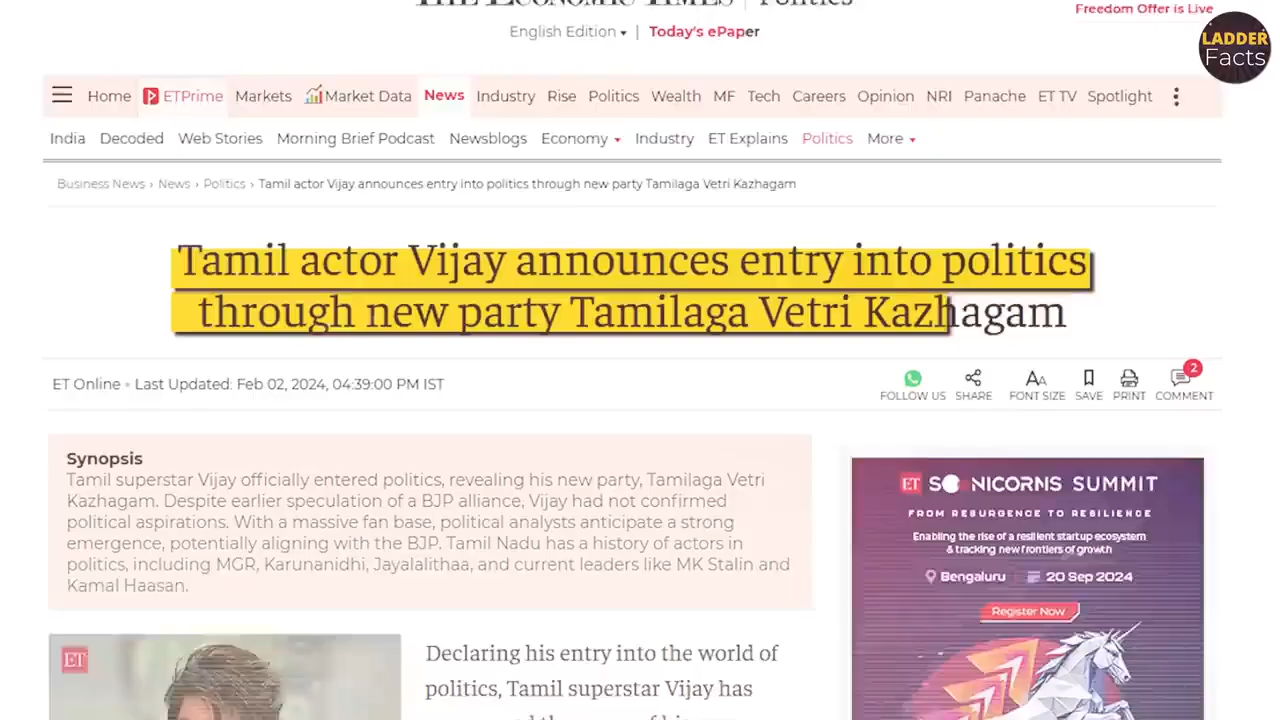 THE ECONOMIC TIMES | Politics
Freedom Offer is Live
LADDER
Facts
English Edition | Today's ePaper
Home ETPrime Markets Market Data News Industry Rise Politics Wealth MF Tech Careers Opinion NRI Panache ET TV Spotlight
India Decoded Web Stories Morning Brief Podcast Newsblogs Economy Industry ET Explains Politics More
Business News › News › Politics › Tamil actor Vijay announces entry into politics through new party Tamilaga Vetri Kazhagam
Tamil actor Vijay announces entry into politics
through new party Tamilaga Vetri Kazhagam
ET Online • Last Updated: Feb 02, 2024, 04:39:00 PM IST
2
FOLLOW US SHARE FONT SIZE SAVE PRINT COMMENT
Synopsis
Tamil superstar Vijay officially entered politics, revealing his new party, Tamilaga Vetri
Kazhagam. Despite earlier speculation of a BJP alliance, Vijay had not confirmed
political aspirations. With a massive fan base, political analysts anticipate a strong
emergence, potentially aligning with the BJP. Tamil Nadu has a history of actors in
politics, including MGR, Karunanidhi, Jayalalithaa, and current leaders like MK Stalin and
Kamal Haasan.
ET
Declaring his entry into the world of
politics, Tamil superstar Vijay has
ET SOONICORNS SUMMIT
FROM RESURGENCE TO RESILIENCE
Enabling the rise of a resilient startup ecosystem
& tracking new frontiers of growth
Bengaluru 20 Sep 2024
Register Now